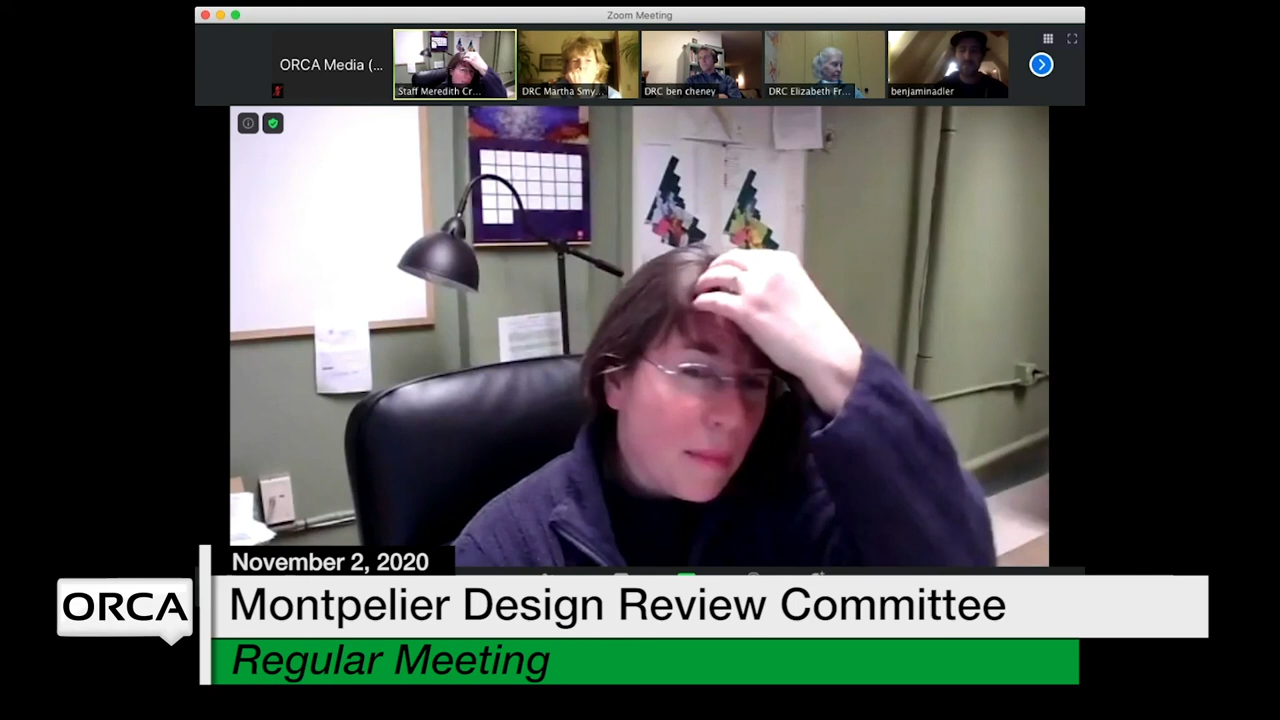 Zoom Meeting
ORCA Media (...
Staff Meredith Cr...
DRC Martha Smy...
DRC ben cheney
DRC Elizabeth Fr...
benjaminadler
November 2, 2020
ORCA
Montpelier Design Review Committee
Regular Meeting